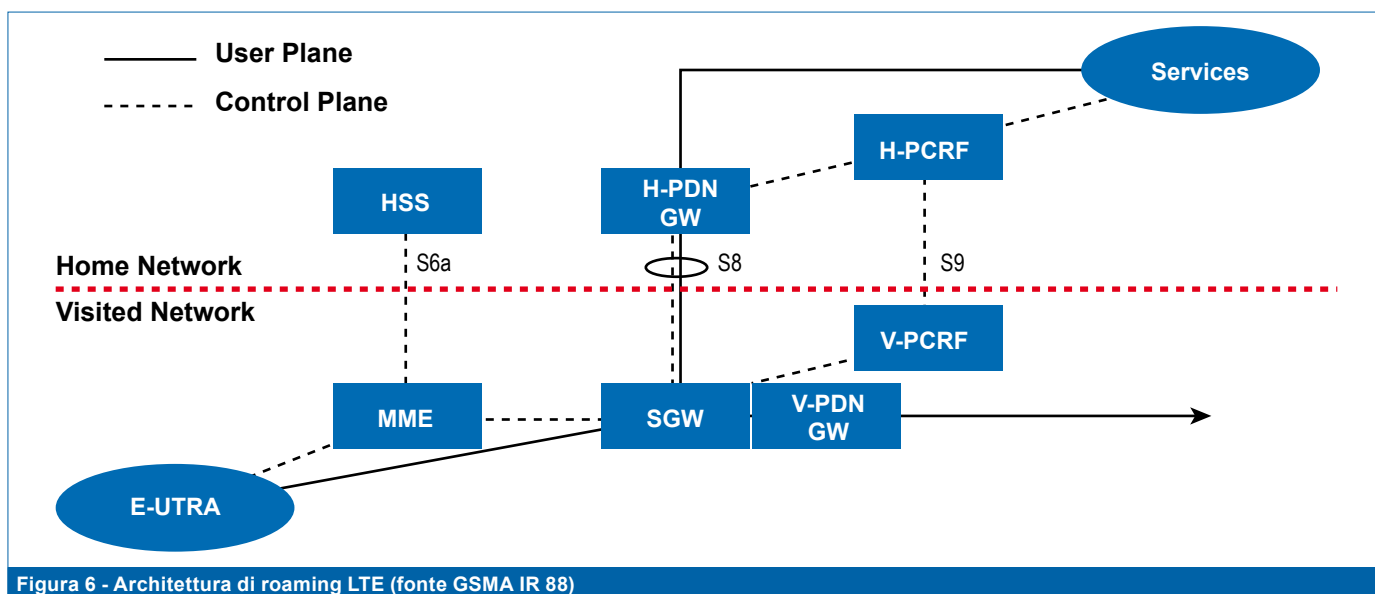 User Plane
Control Plane
Services
H-PCRF
HSS
H-PDN
GW
Home Network
S6a
S8
S9
Visited Network
V-PCRF
MME
SGW
V-PDN
GW
E-UTRA
Figura 6 - Architettura di roaming LTE (fonte GSMA IR 88)